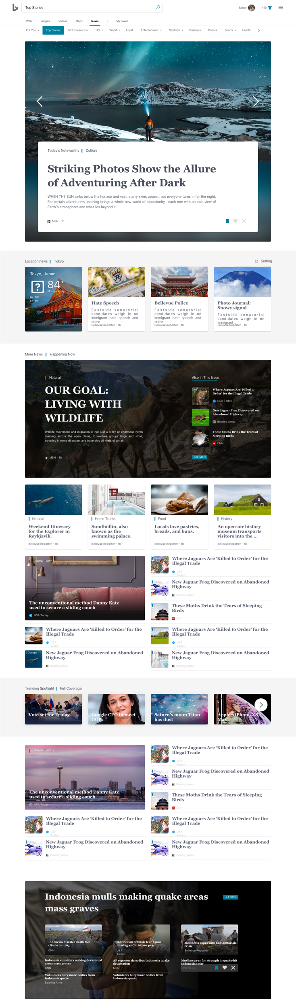 Top Stories
Saber
110
Web Images Videos Maps News My saves
For You Top Stories NFL Preseason US World Local Entertainment Sci\Tech Business Politics Sports Health
Today's Noteworthy Culture
Striking Photos Show the Allure
of Adventuring After Dark
WHEN THE SUN sinks below the horizon and vast, starry skies appear, not everyone turns in for the night.
For certain adventurers, evening brings a whole new world of opportunity—each one with an epic view of
Earth's atmosphere and what lies beyond it.
MSN · 1h
Location news Tokyo
Setting
Tokyo, Japan
? 84 °F
Mostly cloudy
Hi 102
Lo 59
Hate Speech
Eastside senatorial
candidates weigh in on
immigrant hate speech and
crime
Bellevue Reporter · 1h
Bellevue Police
Eastside senatorial
candidates weigh in on
immigrant hate speech and
crime
Bellevue Reporter · 1h
Photo Journal:
Snowy signal
Eastside senatorial
candidates weigh in on
immigrant ...
Bellevue Reporter · 1h
More News Happening Now
Natural
OUR GOAL:
LIVING WITH
WILDLIFE
Wildlife movement and migration is not just a story of enormous herds
roaming across the open plains; it involves groups large and small,
traveling in every direction, and traversing all kinds of terrain.
MSN · 1h
Also In This Issue
Where Jaguars Are ‘Killed to
Order’ for the Illegal Trade
USA Today
New Jaguar Frog Discovered on
Abandoned Highway
Bearing Arms
These Moths Drink the Tears of
Sleeping Birds
CNN
See More
Natural
Weekend Itinerary
for the Explorer in
Reykjavik.
Bellevue Reporter · 1h
Home Truths
Sundhöllin, also
known as the
swimming palace.
Bellevue Reporter · 1h
Food
Locals love pastries,
breads, and buns.
Bellevue Reporter · 1h
History
An open-air history
museum transports
visitors into the ...
Bellevue Reporter · 1h
Home Turths
The unconventional method Danny Katz
used to secure a sliding couch
USA Today
Game
Where Jaguars Are ‘Killed to Order’ for the
Illegal Trade
USA
Today
Design
New Jaguar Frog Discovered on Abandoned
Highway
Bearing Arms
These Moths Drink the Tears of Sleeping
Birds
CNN
Where Jaguars Are ‘Killed to Order’ for the
Illegal Trade
USA
Today
Where Jaguars Are ‘Killed to Order’ for the
Illegal Trade
USA
Today
Design
New Jaguar Frog Discovered on Abandoned
Highway
Bearing Arms
New Jaguar Frog Discovered on Abandoned
Highway
Bearing Arms
Trending Spotlight Full Coverage
Vote set for Friday
Google CEO to meet
GOP
Saturn’s moon Titan
has dust
Apple’s iPhone XS
Max
Home Turths
The unconventional method Danny Katz
used to secure a sliding couch
USA Today
Game
Where Jaguars Are ‘Killed to Order’ for the
Illegal Trade
USA
Today
Design
New Jaguar Frog Discovered on Abandoned
Highway
Bearing Arms
These Moths Drink the Tears of Sleeping
Birds
CNN
Game
Where Jaguars Are ‘Killed to Order’ for the
Illegal Trade
USA
Today
Game
Where Jaguars Are ‘Killed to Order’ for the
Illegal Trade
USA
Today
Design
New Jaguar Frog Discovered on Abandoned
Highway
Bearing Arms
Design
New Jaguar Frog Discovered on Abandoned
Highway
Bearing Arms
Indonesia mulls making quake areas
mass graves
+ Follow
Indonesia disaster death toll
climbs to 1,763
CNN
Indonesian officials fear 5,000
missing as Christians pray
USA
Today
Indonesia copes with humanitarian
crisis
Bellevue Reporter
Indonesia considers making devastated
areas mass graves
CNN
AP reporter describes Indonesia quake
devastation
MSN
Muslims pray for strength in quake-hit
Indonesian city
CBS News
Volunteers bury more bodies from
Indonesia quake
Bearing Arms
Volunteers bury more bodies from
Indonesia quake